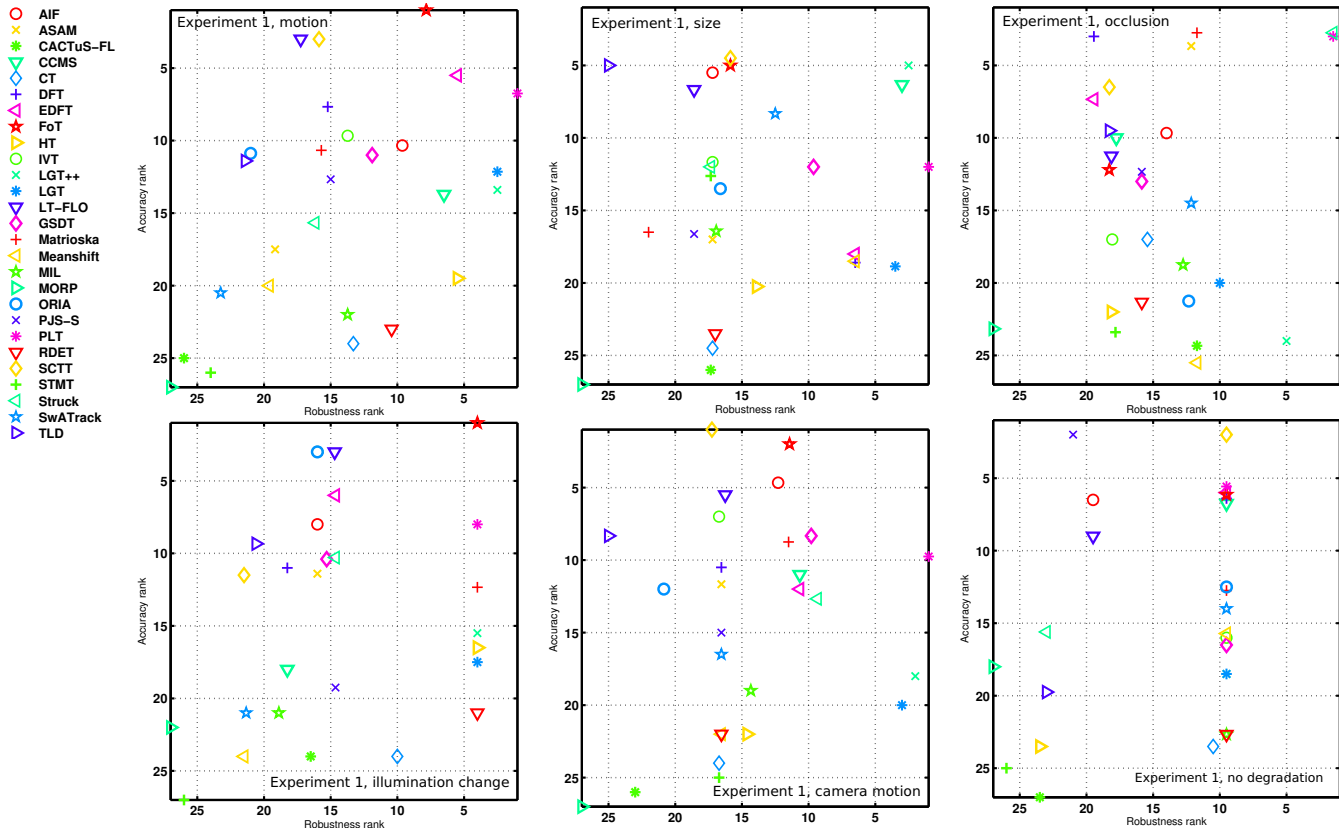 AIF
ASAM
CACTuS−FL
CCMS
CT
DFT
EDFT
FoT
HT
IVT
LGT++
LGT
LT−FLO
GSDT
Matrioska
Meanshift
MIL
MORP
ORIA
PJS−S
PLT
RDET
SCTT
STMT
Struck
SwATrack
TLD
Experiment 1, motion
Accuracy rank
5
10
15
20
25
25 20 15 10 5
Robustness rank
Experiment 1, size
Accuracy rank
5
10
15
20
25
25 20 15 10 5
Robustness rank
Experiment 1, occlusion
Accuracy rank
5
10
15
20
25
25 20 15 10 5
Robustness rank
Accuracy rank
5
10
15
20
25
Experiment 1, illumination change
25 20 15 10 5
Robustness rank
Accuracy rank
5
10
15
20
25
Experiment 1, camera motion
25 20 15 10 5
Robustness rank
Accuracy rank
5
10
15
20
25
Experiment 1, no degradation
25 20 15 10 5
Robustness rank